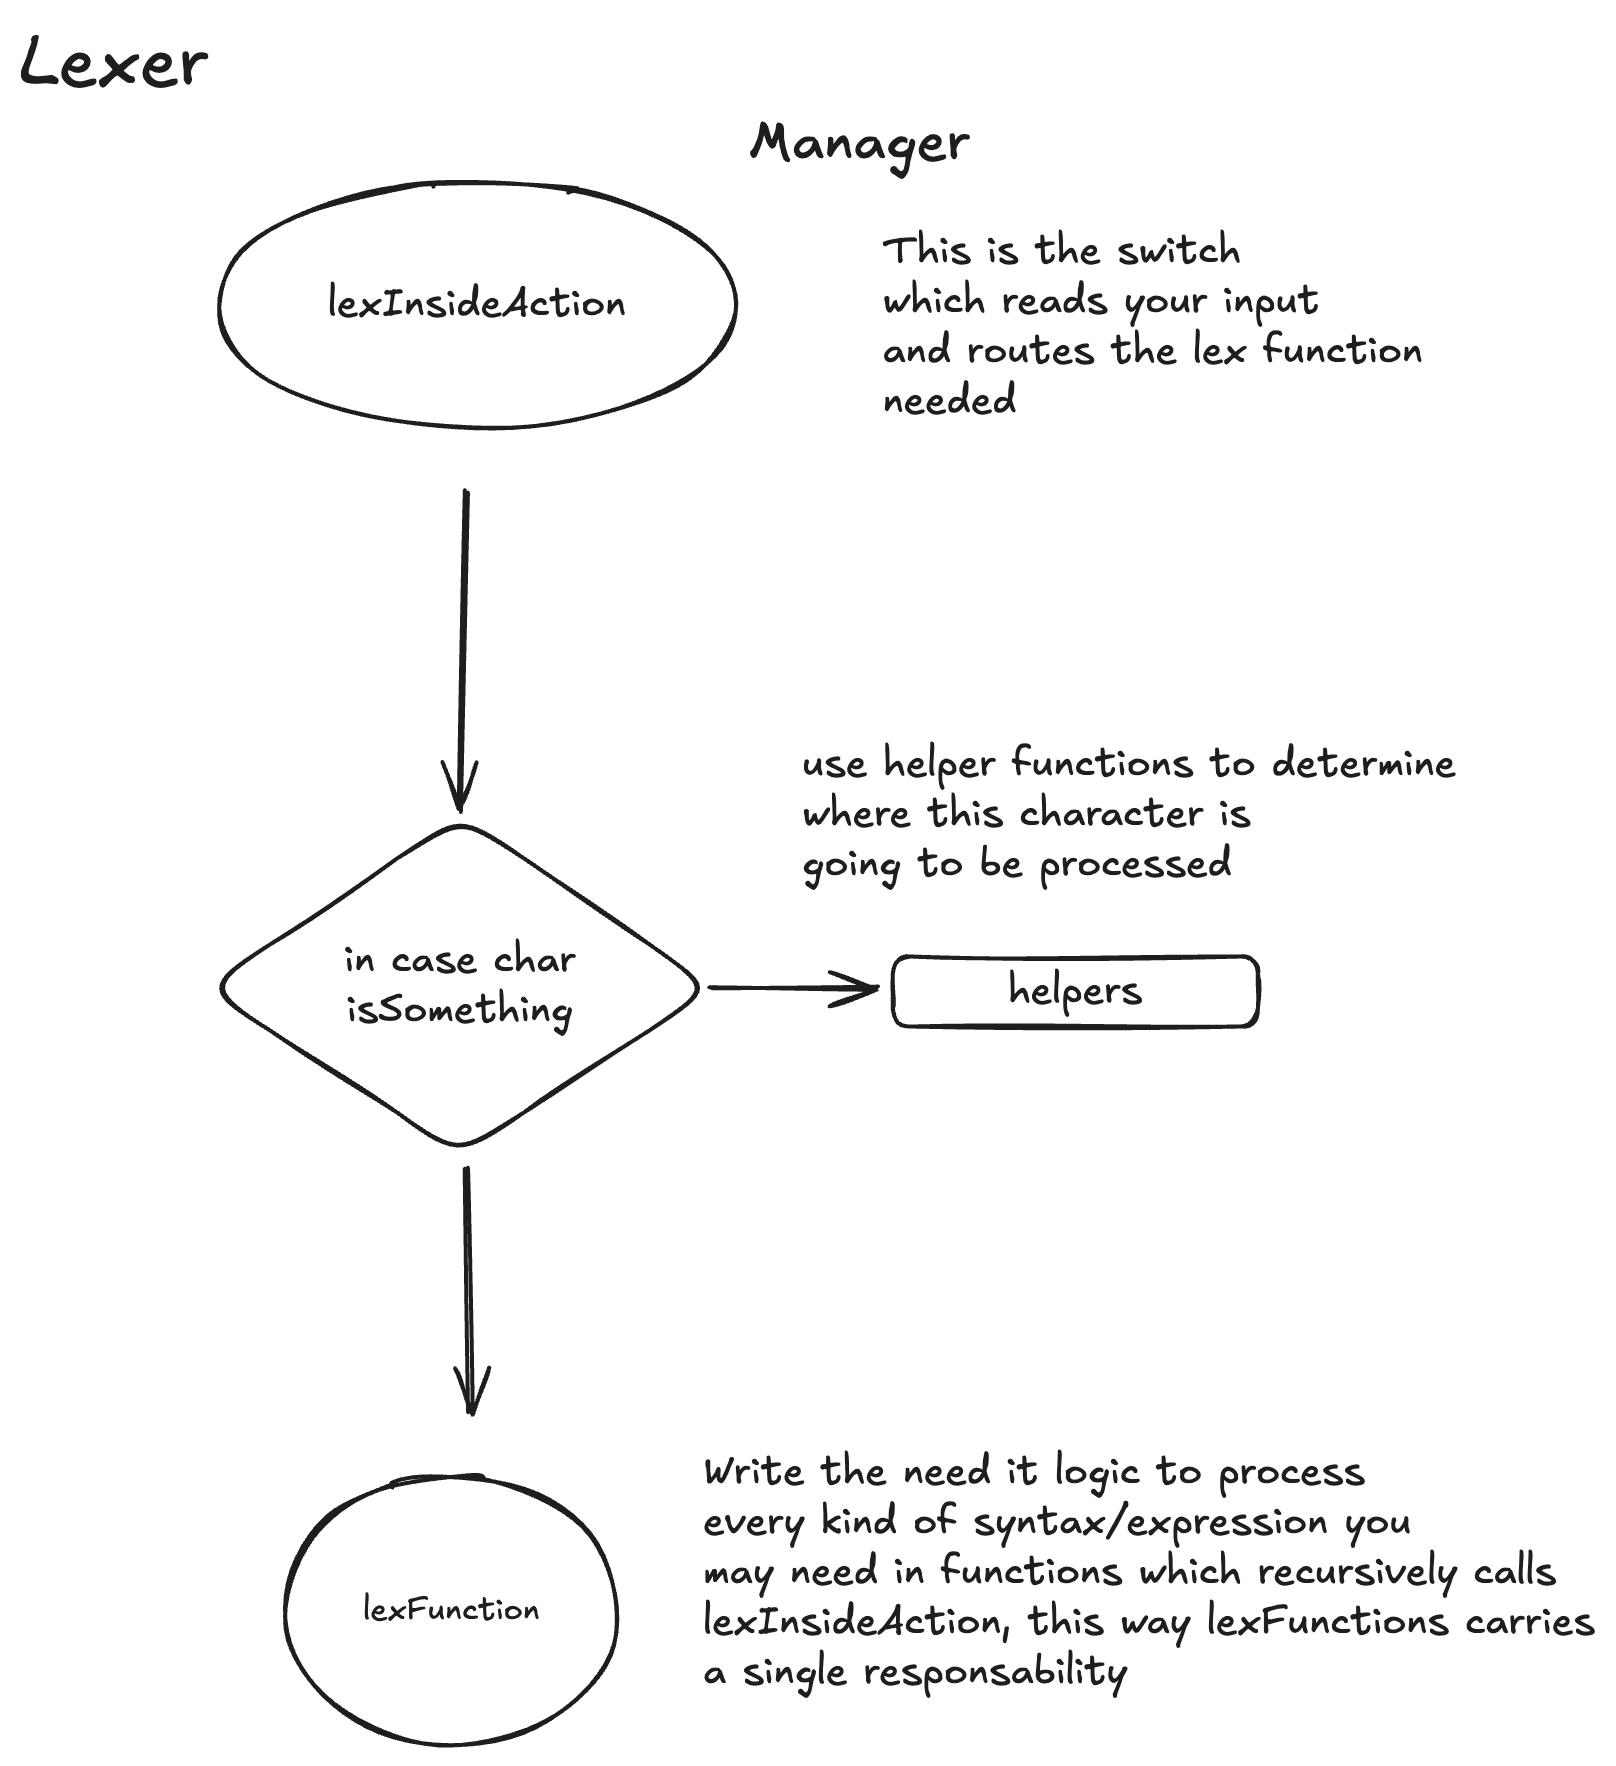 Lexer
Manager
lexInsideAction
This is the switch
which reads your input
and routes the lex function
needed
use helper functions to determine
where this character is
going to be processed
in case char
isSomething
helpers
Write the need it logic to process
every kind of syntax/expression you
may need in functions which recursively calls
lexInsideAction, this way lexFunctions carries
a single responsability
lexFunction